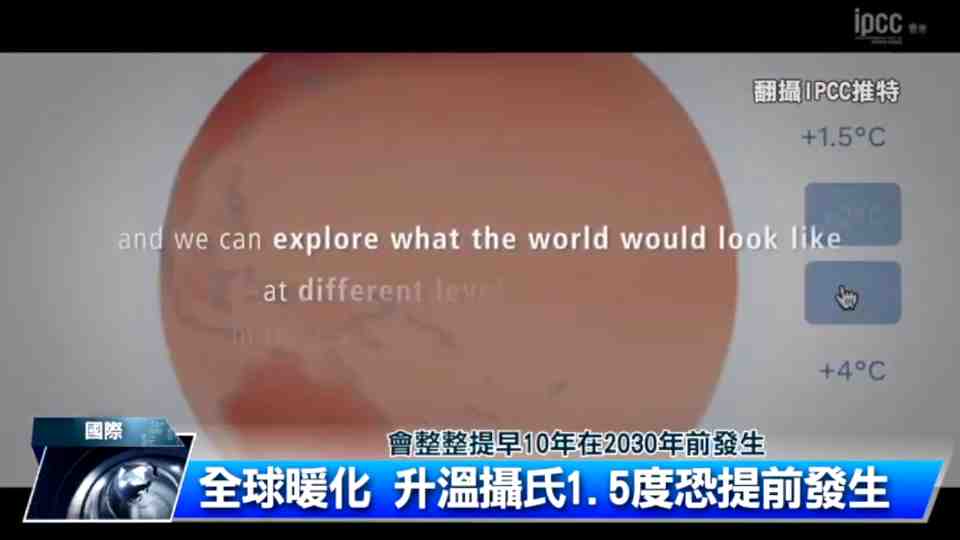 ipcc
翻攝IPCC推特
+1.5°C
and we can explore what the world would look like
at different level
+4°C
國際
會整整提早10年在2030年前發生
全球暖化 升溫攝氏1.5度恐提前發生